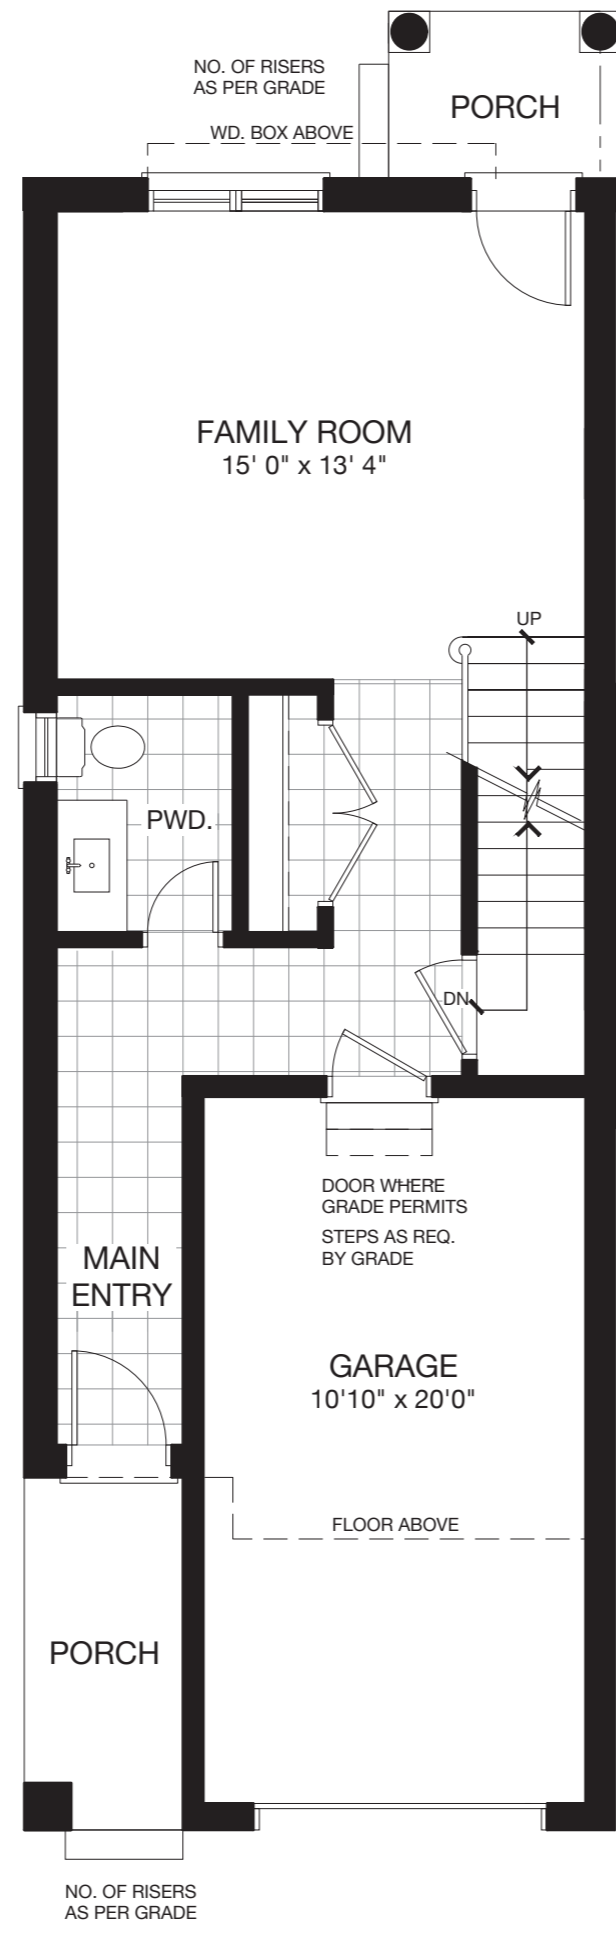 NO. OF RISERS
AS PER GRADE
PORCH
WD. BOX ABOVE
FAMILY ROOM
15' 0" x 13' 4"
UP
PWD.
DN
DOOR WHERE
GRADE PERMITS
STEPS AS REQ.
BY GRADE
MAIN
ENTRY
GARAGE
10'10" x 20'0"
FLOOR ABOVE
PORCH
NO. OF RISERS
AS PER GRADE